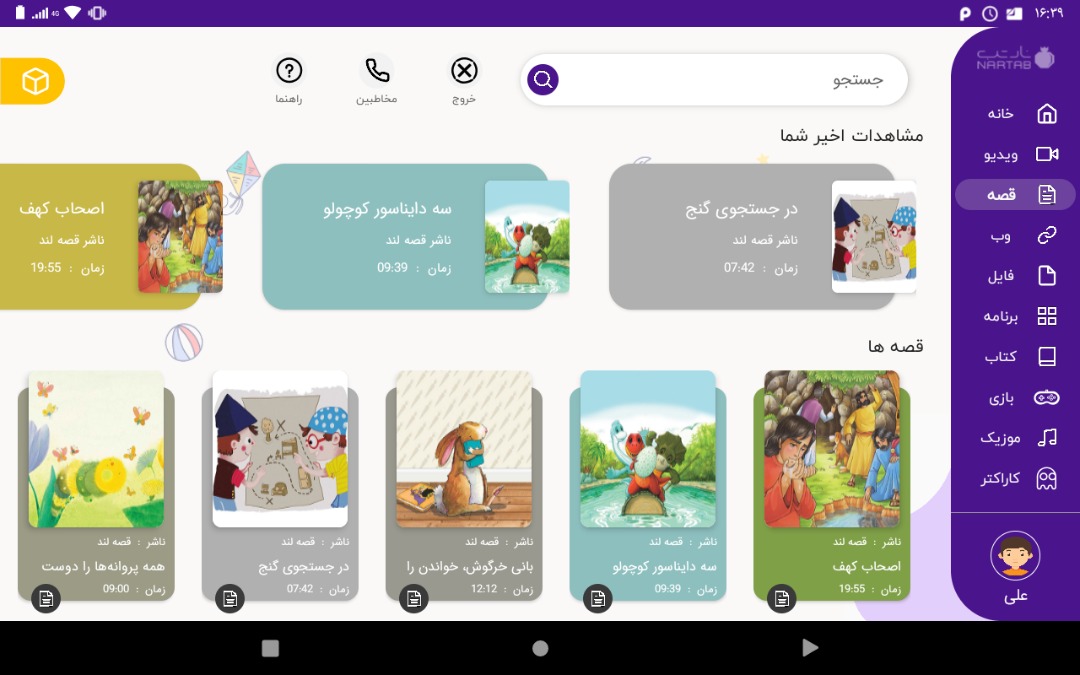 4G
۱۶:۳۹
نارتب
NARTAB
جستجو
خروج
مخاطبین
راهنما
خانه
ویدیو
قصه
وب
فایل
برنامه
کتاب
بازی
موزیک
کاراکتر
علی
مشاهدات اخیر شما
در جستجوی گنج
ناشر قصه لند
زمان : 07:42
سه دایناسور کوچولو
ناشر قصه لند
زمان : 09:39
اصحاب کهف
ناشر قصه لند
زمان : 19:55
قصه ها
ناشر : قصه لند
اصحاب کهف
زمان : 19:55
ناشر : قصه لند
سه دایناسور کوچولو
زمان : 09:39
ناشر : قصه لند
بانی خرگوش، خواندن را
زمان : 12:12
ناشر : قصه لند
در جستجوی گنج
زمان : 07:42
ناشر : قصه لند
همه پروانه‌ها را دوست
زمان : 09:00